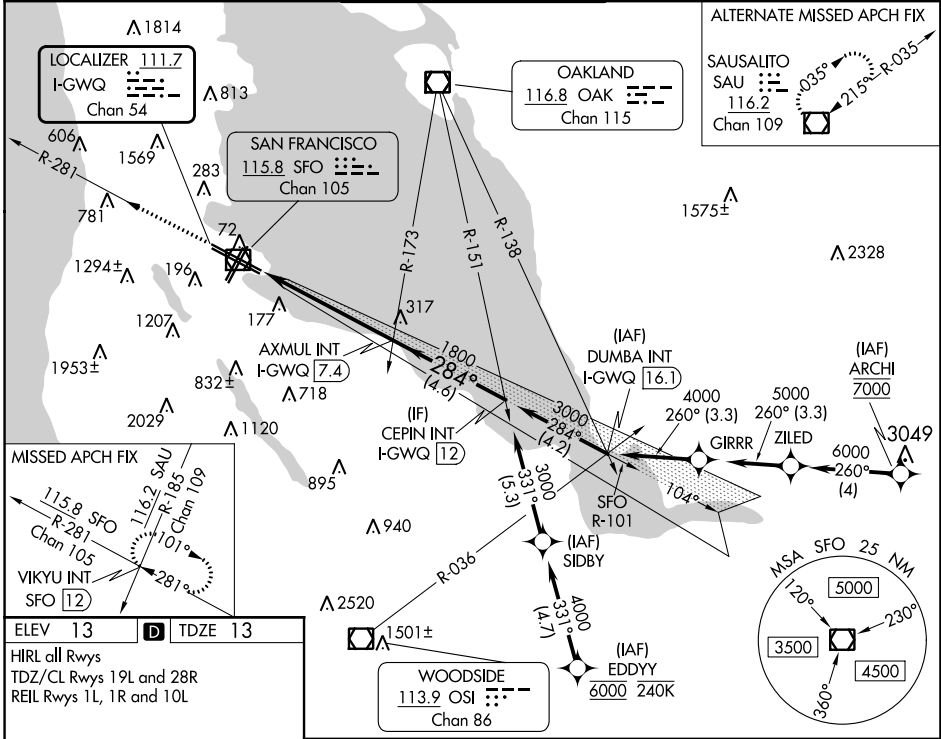 1814
LOCALIZER 111.7
I-GWQ
Chan 54
813
606
1569
R-281
283
781
72
SAN FRANCISCO
115.8 SFO
Chan 105
OAKLAND
116.8 OAK
Chan 115
ALTERNATE MISSED APCH FIX
SAUSALITO
SAU
116.2
Chan 109
035°
215°
R-035
1575±
2328
R-173
R-151
R-138
1294±
196
177
317
1207
1953±
832±
718
2029
1120
895
940
2520
1501±
AXMUL INT
I-GWQ 7.4
1800
284°
(4.6)
(IF)
CEPIN INT
I-GWQ 12
3000
284°
(4.2)
(IAF)
DUMBA INT
I-GWQ 16.1
4000
260° (3.3)
GIRRR
5000
260° (3.3)
ZILED
(IAF)
ARCHI
7000
3049
6000
260°
(4)
104°
SFO
R-101
3000
331°
(5.3)
(IAF)
SIDBY
R-036
4000
331°
(4.7)
(IAF)
EDDYY
6000 240K
WOODSIDE
113.9 OSI
Chan 86
MISSED APCH FIX
115.8 SFO
R-281
Chan 105
116.2 SAU
R-185
Chan 109
101°
281°
VIKYU INT
SFO 12
MSA SFO 25 NM
120°
230°
360°
5000
3500
4500
ELEV 13 D TDZE 13
HIRL all Rwys
TDZ/CL Rwys 19L and 28R
REIL Rwys 1L, 1R and 10L